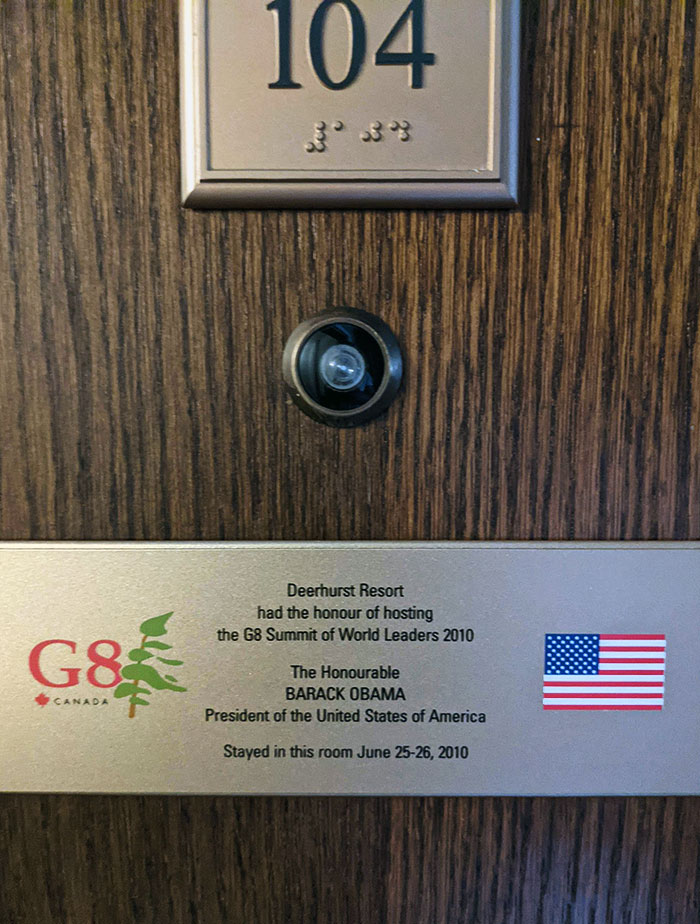 104
Deerhurst Resort
had the honour of hosting
the G8 Summit of World Leaders 2010
G8
CANADA
The Honourable
BARACK OBAMA
President of the United States of America
Stayed in this room June 25-26, 2010